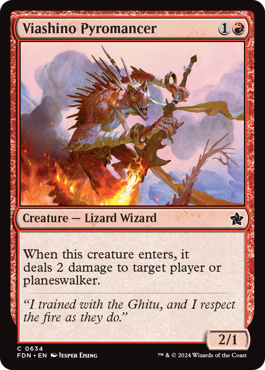 Viashino Pyromancer 1
Creature — Lizard Wizard
When this creature enters, it
deals 2 damage to target player or
planeswalker.
“I trained with the Ghitu, and I respect
the fire as they do.”
2/1
C 0634
FDN • EN Jesper Ejsing
™ & © 2024 Wizards of the Coast